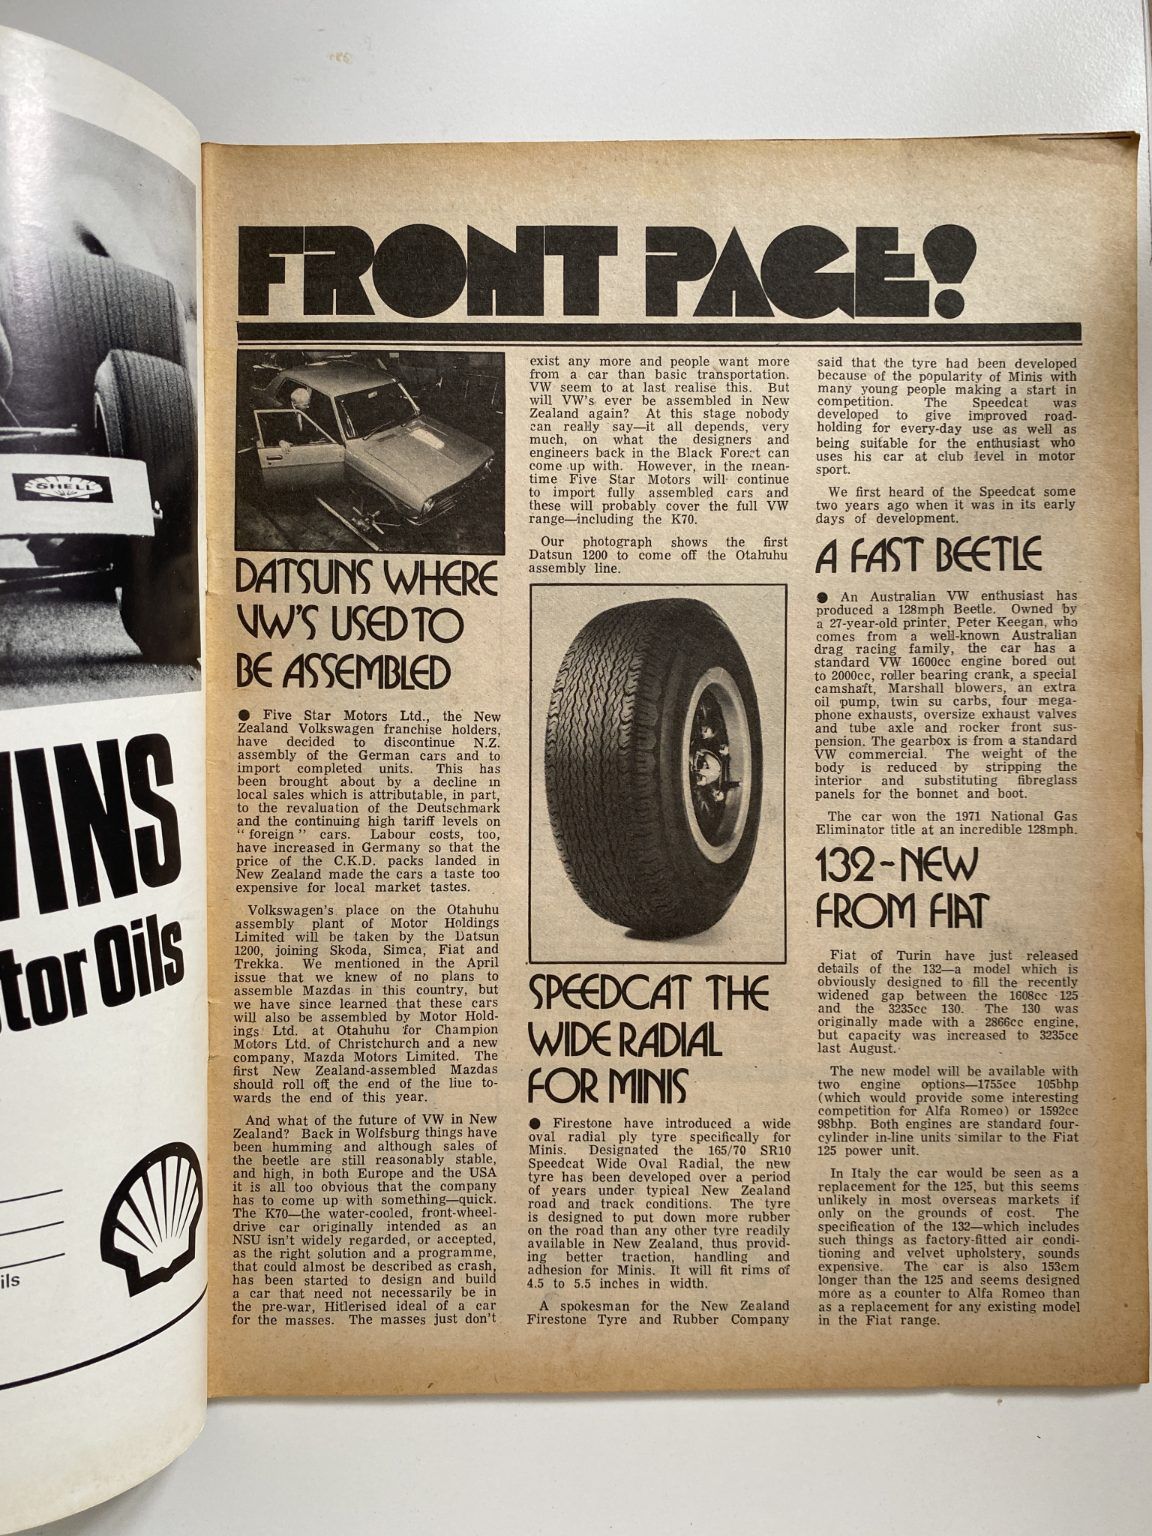 SHELL
WINS
tor Oils
ils
FRONT PAGE!
DATSUNS WHERE
VW'S USED TO
BE ASSEMBLED
● Five Star Motors Ltd., the New
Zealand Volkswagen franchise holders,
have decided to discontinue N.Z.
assembly of the German cars and to
import completed units. This has
been brought about by a decline in
local sales which is attributable, in part,
to the revaluation of the Deutschmark
and the continuing high tariff levels on
"foreign" cars. Labour costs, too,
have increased in Germany so that the
price of the C.K.D. packs landed in
New Zealand made the cars a taste too
expensive for local market tastes.
Volkswagen's place on the Otahuhu
assembly plant of Motor Holdings
Limited will be taken by the Datsun
1200, joining Skoda, Simca, Fiat and
Trekka. We mentioned in the April
issue that we knew of no plans to
assemble Mazdas in this country, but
we have since learned that these cars
will also be assembled by Motor Hold-
ings Ltd. at Otahuhu for Champion
Motors Ltd. of Christchurch and a new
company, Mazda Motors Limited. The
first New Zealand-assembled Mazdas
should roll off the end of the line to-
wards the end of this year.
And what of the future of VW in New
Zealand? Back in Wolfsburg things have
been humming and although sales of
the beetle are still reasonably stable,
and high, in both Europe and the USA
it is all too obvious that the company
has to come up with something—quick.
The K70—the water-cooled, front-wheel-
drive car originally intended as an
NSU isn't widely regarded, or accepted,
as the right solution and a programme,
that could almost be described as crash,
has been started to design and build
a car that need not necessarily be in
the pre-war, Hitlerised ideal of a car
for the masses. The masses just don't
exist any more and people want more
from a car than basic transportation.
VW seem to at last realise this. But
will VW's ever be assembled in New
Zealand again? At this stage nobody
can really say—it all depends, very
much, on what the designers and
engineers back in the Black Forest can
come up with. However, in the mean-
time Five Star Motors will continue
to import fully assembled cars and
these will probably cover the full VW
range—including the K70.
Our photograph shows the first
Datsun 1200 to come off the Otahuhu
assembly line.
SPEEDCAT THE
WIDE RADIAL
FOR MINIS
● Firestone have introduced a wide
oval radial ply tyre specifically for
Minis. Designated the 165/70 SR10
Speedcat Wide Oval Radial, the new
tyre has been developed over a period
of years under typical New Zealand
road and track conditions. The tyre
is designed to put down more rubber
on the road than any other tyre readily
available in New Zealand, thus provid-
ing better traction, handling and
adhesion for Minis. It will fit rims of
4.5 to 5.5 inches in width.
A spokesman for the New Zealand
Firestone Tyre and Rubber Company
said that the tyre had been developed
because of the popularity of Minis with
many young people making a start in
competition. The Speedcat was
developed to give improved road-
holding for every-day use as well as
being suitable for the enthusiast who
uses his car at club level in motor
sport.
We first heard of the Speedcat some
two years ago when it was in its early
days of development.
A FAST BEETLE
● An Australian VW enthusiast has
produced a 128mph Beetle. Owned by
a 27-year-old printer, Peter Keegan, who
comes from a well-known Australian
drag racing family, the car has a
standard VW 1600cc engine bored out
to 2000cc, roller bearing crank, a special
camshaft, Marshall blowers, an extra
oil pump, twin su carbs, four mega-
phone exhausts, oversize exhaust valves
and tube axle and rocker front sus-
pension. The gearbox is from a standard
VW commercial. The weight of the
body is reduced by stripping the
interior and substituting fibreglass
panels for the bonnet and boot.
The car won the 1971 National Gas
Eliminator title at an incredible 128mph.
132-NEW
FROM FIAT
Fiat of Turin have just released
details of the 132—a model which is
obviously designed to fill the recently
widened gap between the 1608cc 125
and the 3235cc 130. The 130 was
originally made with a 2866cc engine,
but capacity was increased to 3235cc
last August.
The new model will be available with
two engine options—1755cc 105bhp
(which would provide some interesting
competition for Alfa Romeo) or 1592cc
98bhp. Both engines are standard four-
cylinder in-line units similar to the Fiat
125 power unit.
In Italy the car would be seen as a
replacement for the 125, but this seems
unlikely in most overseas markets if
only on the grounds of cost. The
specification of the 132—which includes
such things as factory-fitted air condi-
tioning and velvet upholstery, sounds
expensive. The car is also 153cm
longer than the 125 and seems designed
more as a counter to Alfa Romeo than
as a replacement for any existing model
in the Fiat range.